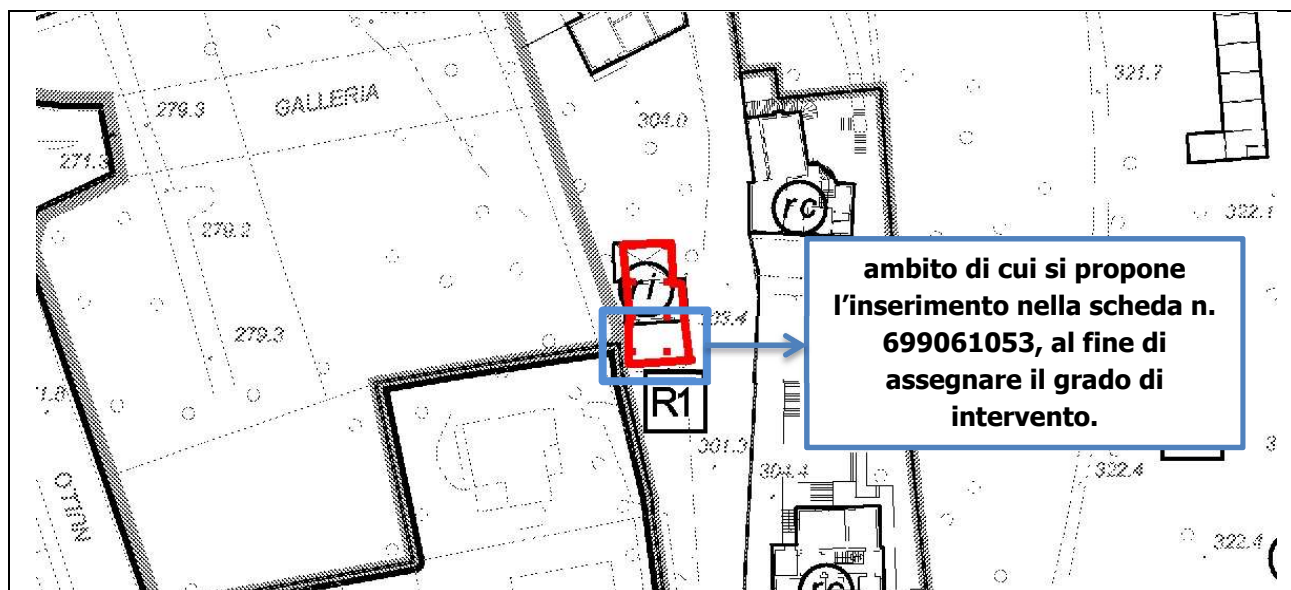 321.7
279.3
GALLERIA
304.0
271.3
rc
322.1
279.2
ambito di cui si propone
l'inserimento nella scheda n.
699061053, al fine di
assegnare il grado di
intervento.
ri
03.4
279.3
R1
301.3
304.4
322.4
322.4